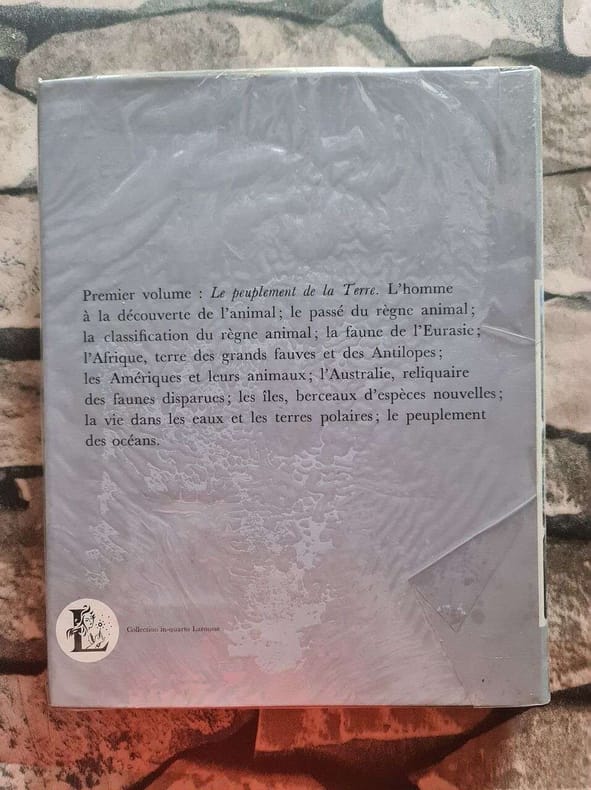 Premier volume : Le peuplement de la Terre. L'homme
à la découverte de l'animal ; le passé du règne animal ;
la classification du règne animal ; la faune de l'Eurasie ;
l'Afrique, terre des grands fauves et des Antilopes ;
les Amériques et leurs animaux ; l'Australie, reliquaire
des faunes disparues ; les îles, berceaux d'espèces nouvelles ;
la vie dans les eaux et les terres polaires ; le peuplement
des océans.
L
Collection in-quarto Larousse